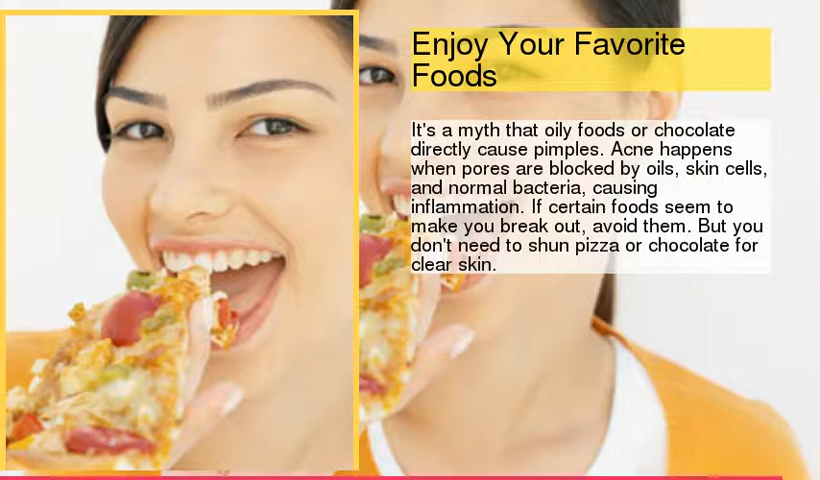 Enjoy Your Favorite
Foods
It's a myth that oily foods or chocolate
directly cause pimples. Acne happens
when pores are blocked by oils, skin cells,
and normal bacteria, causing
inflammation. If certain foods seem to
make you break out, avoid them. But you
don't need to shun pizza or chocolate for
clear skin.